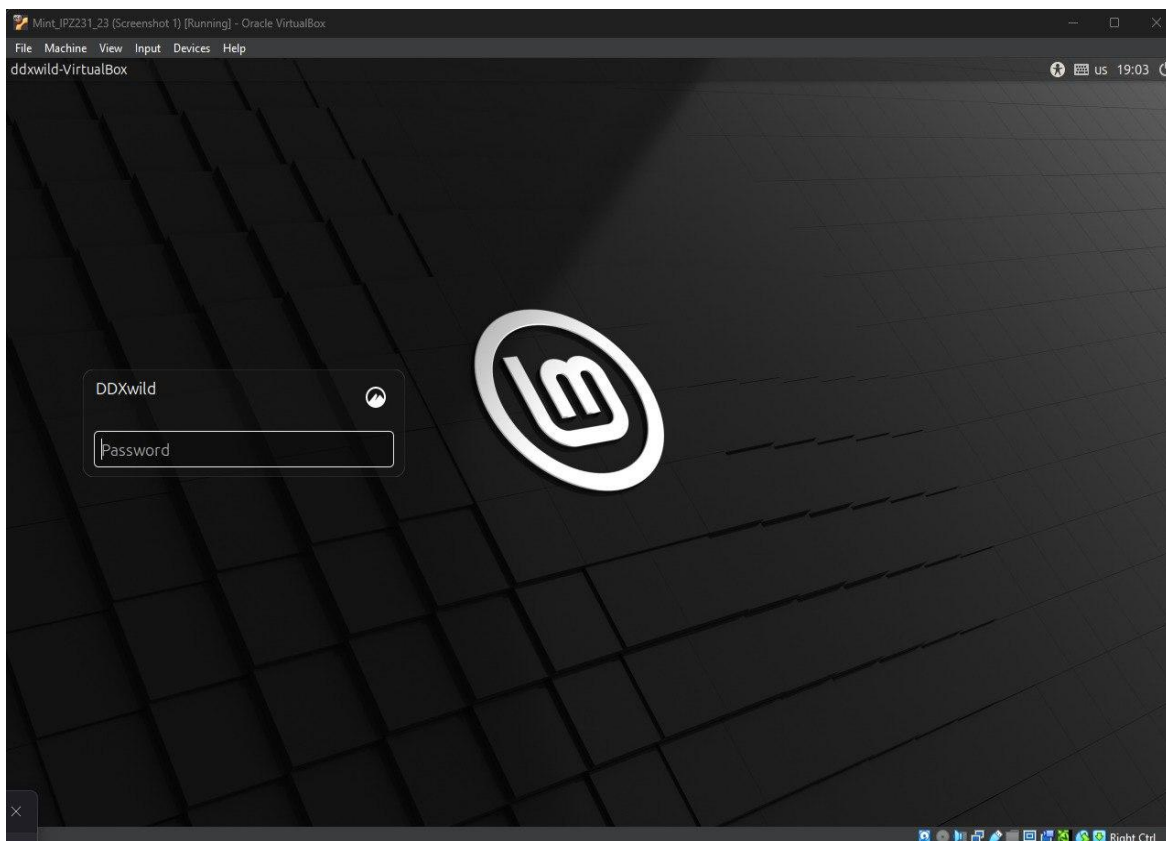 Mint_IPZ231_23 (Screenshot 1) [Running] - Oracle VirtualBox
File Machine View Input Devices Help
ddxwild-VirtualBox us 19:03
DDXwild
Password
Right Ctrl